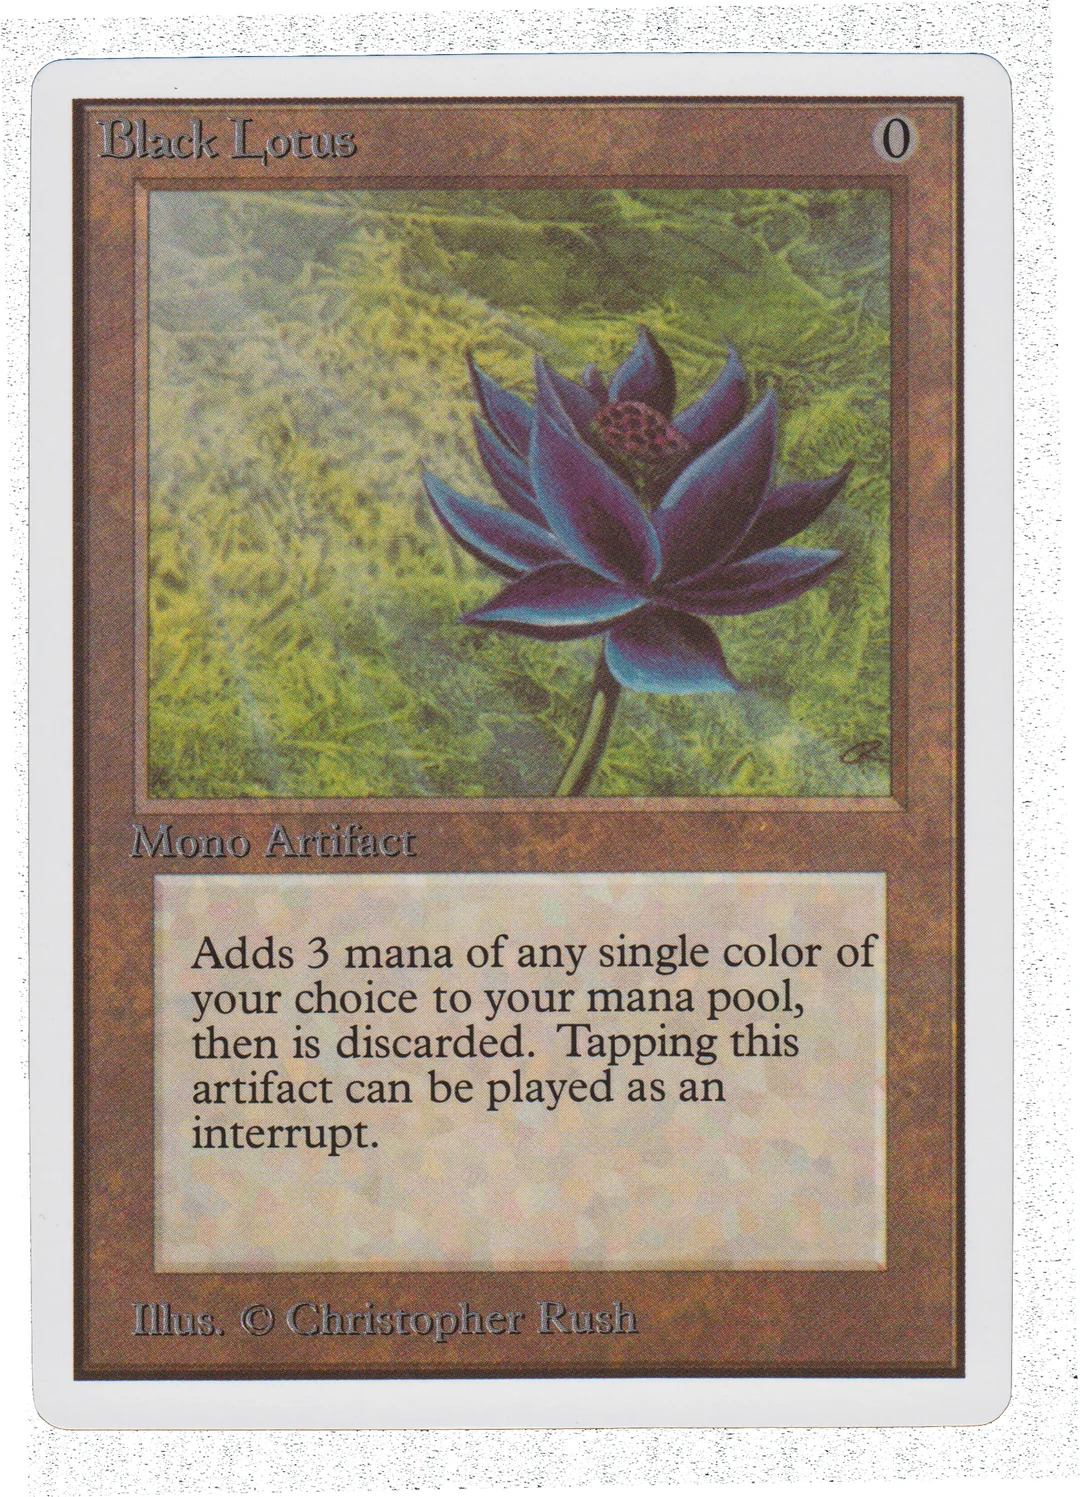 Black Lotus
0
Mono Artifact
Adds 3 mana of any single color of
your choice to your mana pool,
then is discarded.  Tapping this
artifact can be played as an
interrupt.
Illus. © Christopher Rush